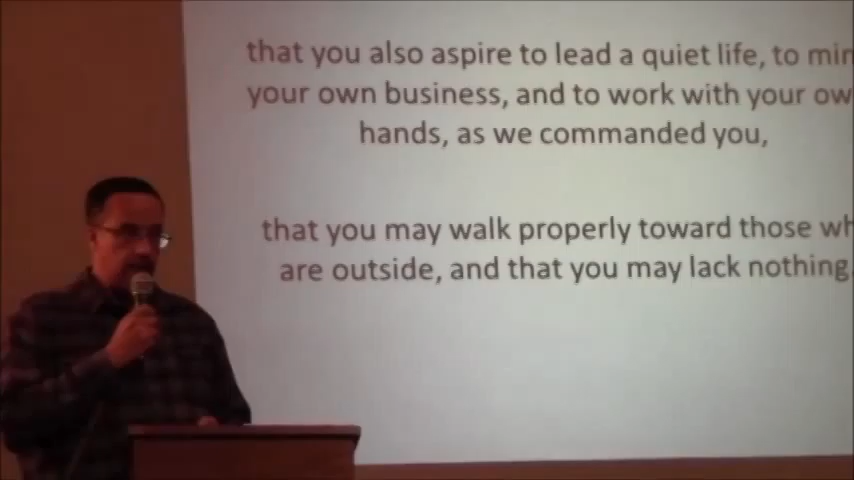 that you also aspire to lead a quiet life, to min
your own business, and to work with your ow
hands, as we commanded you,
that you may walk properly toward those wh
are outside, and that you may lack nothing.